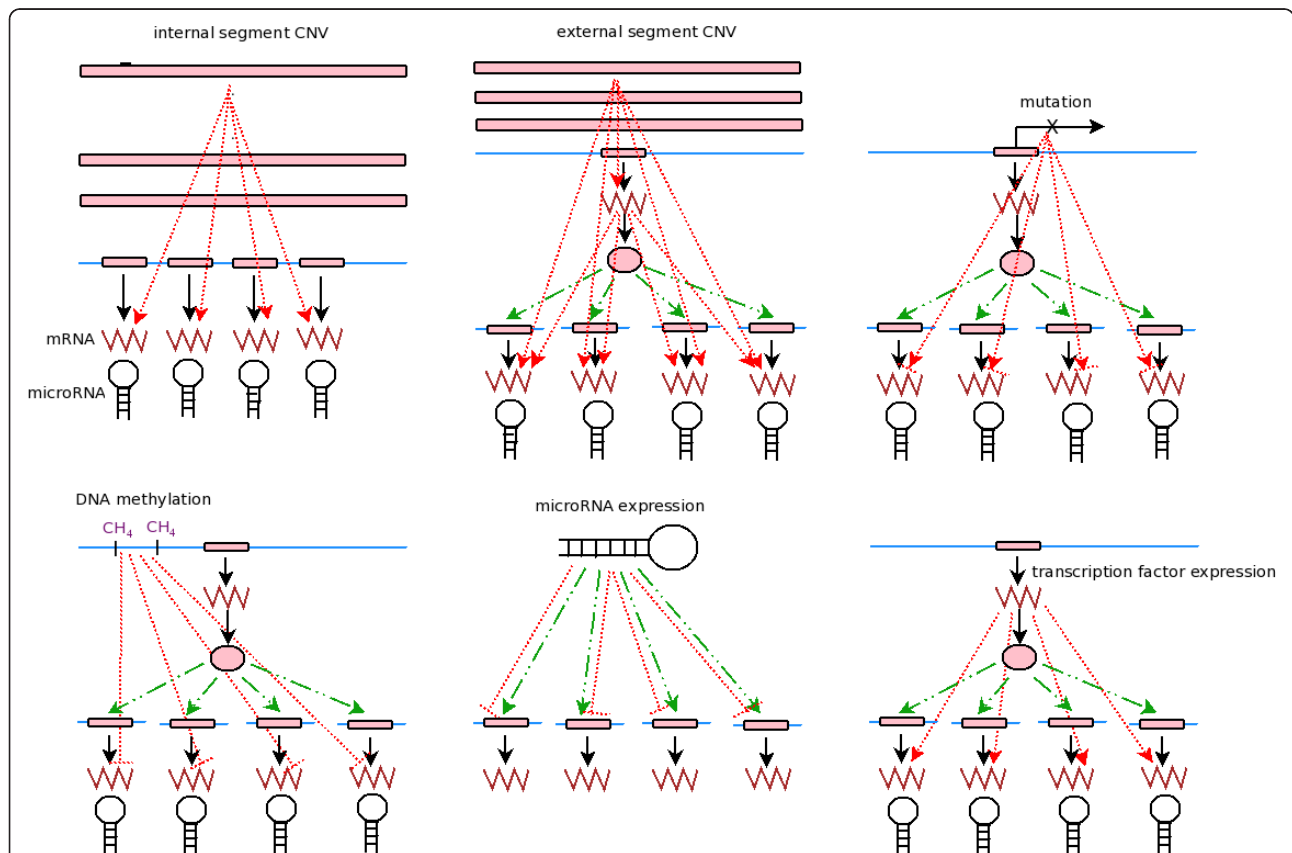 internal segment CNV
external segment CNV
mutation
mRNA
microRNA
DNA methylation
CH4 CH4
microRNA expression
transcription factor expression